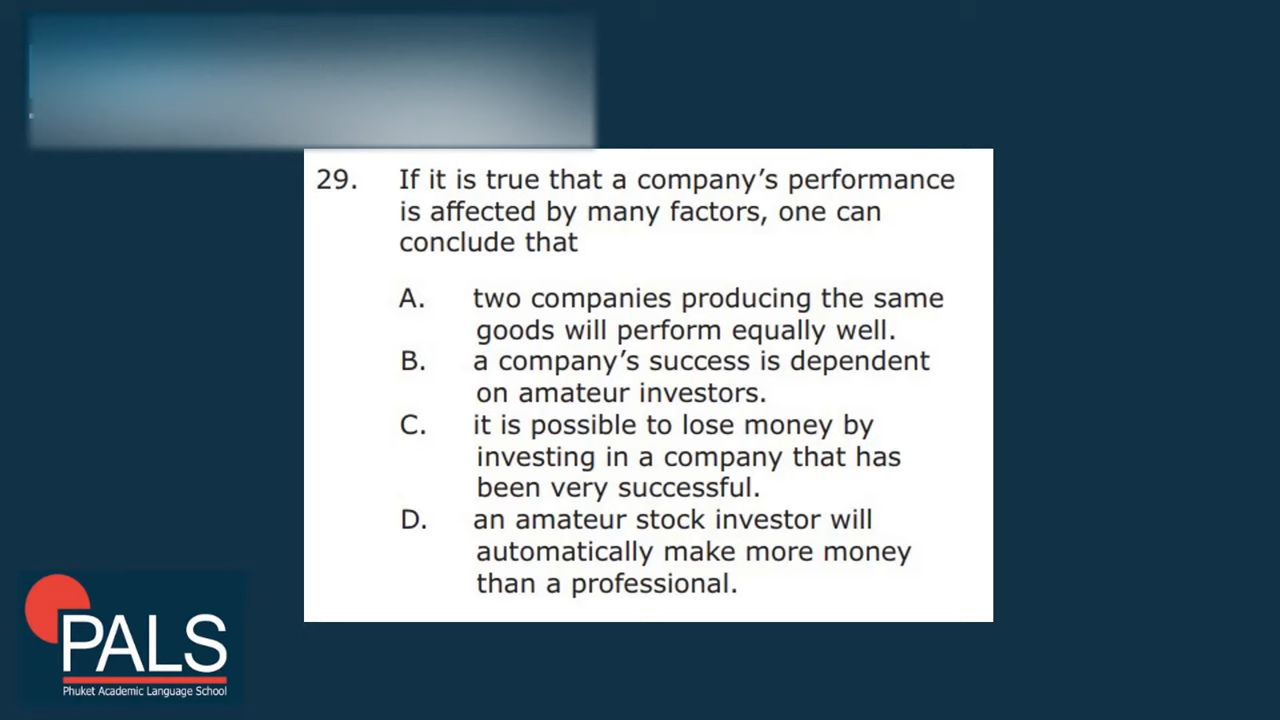 29. If it is true that a company's performance
is affected by many factors, one can
conclude that
A. two companies producing the same
goods will perform equally well.
B. a company's success is dependent
on amateur investors.
C. it is possible to lose money by
investing in a company that has
been very successful.
D. an amateur stock investor will
automatically make more money
than a professional.
PALS
Phuket Academic Language School